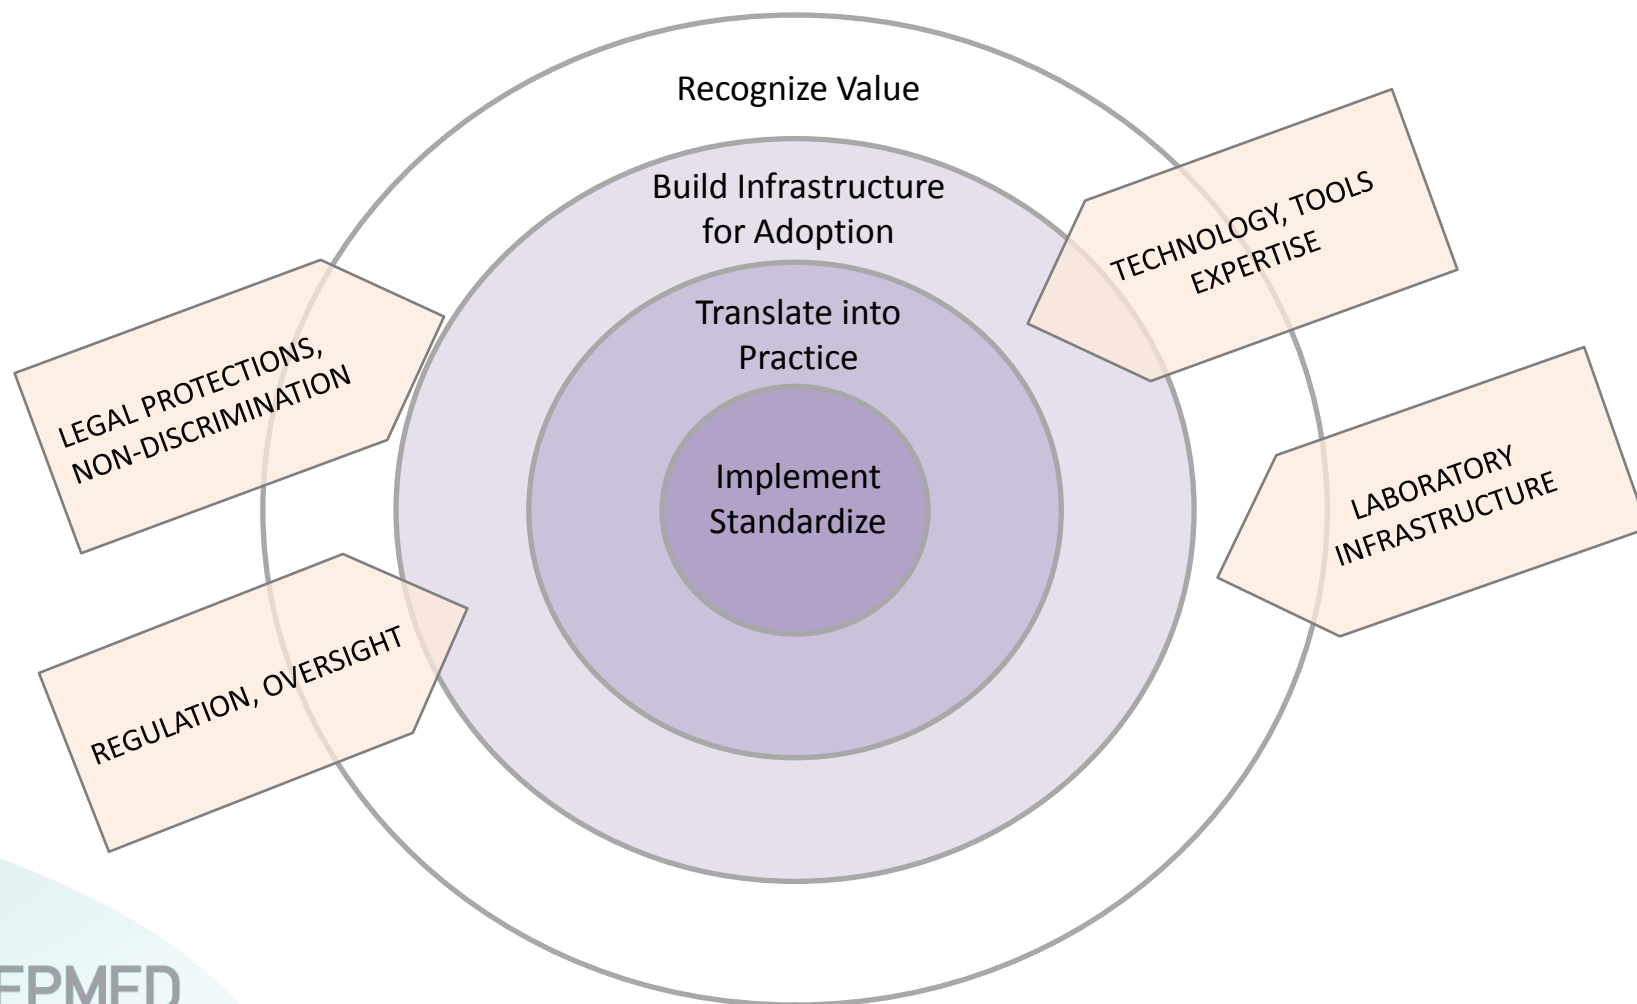 Recognize Value
Build Infrastructure
for Adoption
Translate into
Practice
Implement
Standardize
LEGAL PROTECTIONS,
NON-DISCRIMINATION
REGULATION, OVERSIGHT
TECHNOLOGY, TOOLS
EXPERTISE
LABORATORY
INFRASTRUCTURE
EPMED